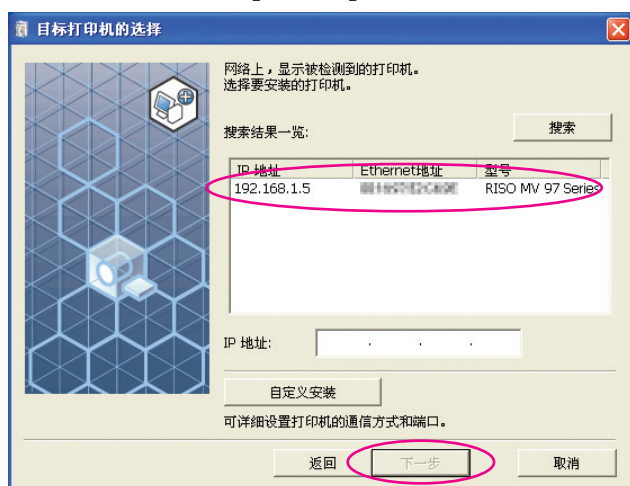 目标打印机的选择
网络上，显示被检测到的打印机。
选择要安装的打印机。
搜索结果一览:
搜索
IP 地址 Ethernet地址 型号
192.168.1.5 RISO MV 97 Series
IP 地址:
自定义安装
可详细设置打印机的通信方式和端口。
返回 下一步 取消